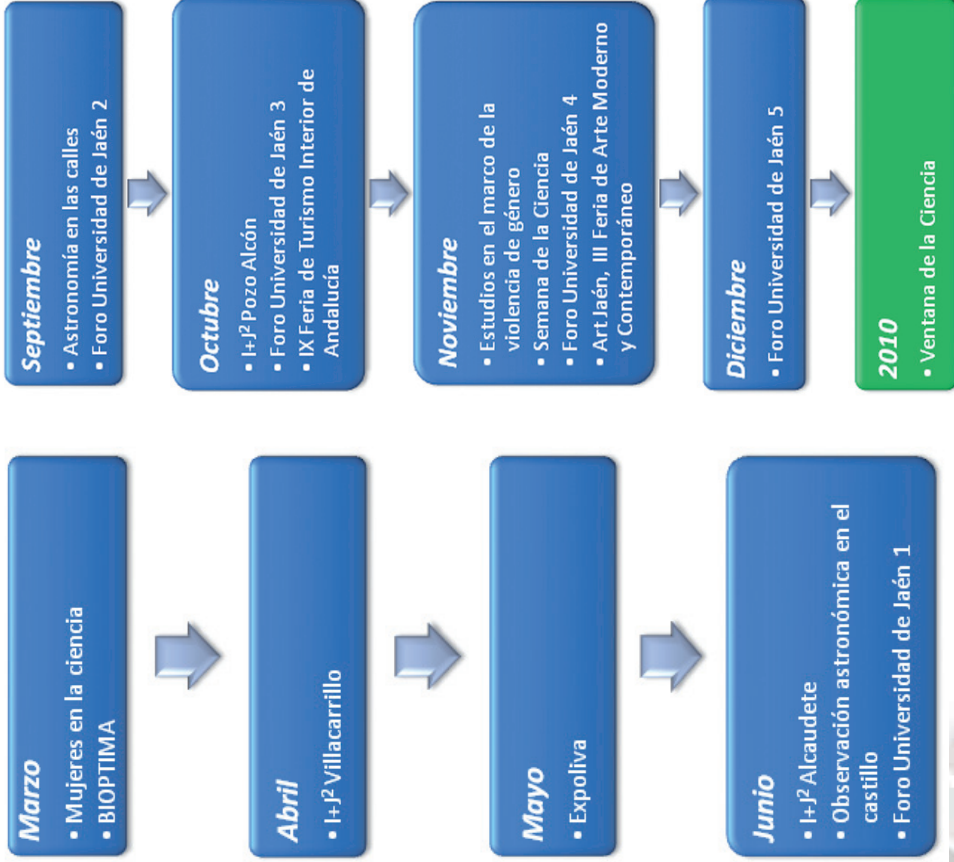 Marzo
• Mujeres en la ciencia
• BIOPTIMA
Abril
• I+J² Villacarrillo
Mayo
• Expoliva
Junio
• I+J² Alcaudete
• Observación astronómica en el
castillo
• Foro Universidad de Jaén 1
Septiembre
• Astronomía en las calles
• Foro Universidad de Jaén 2
Octubre
• I+J² Pozo Alcón
• Foro Universidad de Jaén 3
• IX Feria de Turismo Interior de
Andalucía
Noviembre
• Estudios en el marco de la
violencia de género
• Semana de la Ciencia
• Foro Universidad de Jaén 4
• Art Jaén, III Feria de Arte Moderno
y Contemporáneo
Diciembre
• Foro Universidad de Jaén 5
2010
• Ventana de la Ciencia